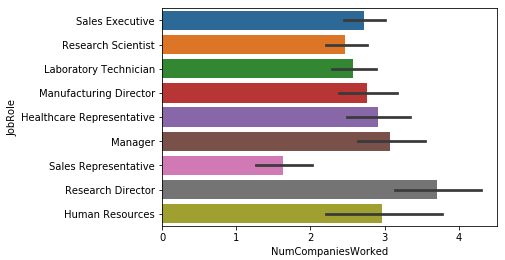 Sales Executive
Research Scientist
Laboratory Technician
Manufacturing Director
Healthcare Representative
Manager
Sales Representative
Research Director
Human Resources
JobRole
0 1 2 3 4
NumCompaniesWorked